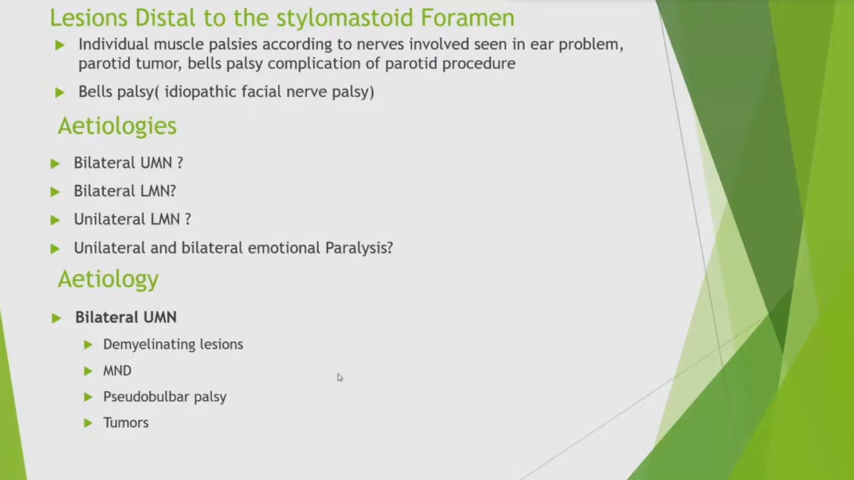 Lesions Distal to the stylomastoid Foramen
Individual muscle palsies according to nerves involved seen in ear problem,
parotid tumor, bells palsy complication of parotid procedure
Bells palsy( idiopathic facial nerve palsy)
Aetiologies
Bilateral UMN ?
Bilateral LMN?
Unilateral LMN ?
Unilateral and bilateral emotional Paralysis?
Aetiology
Bilateral UMN
Demyelinating lesions
MND
Pseudobulbar palsy
Tumors